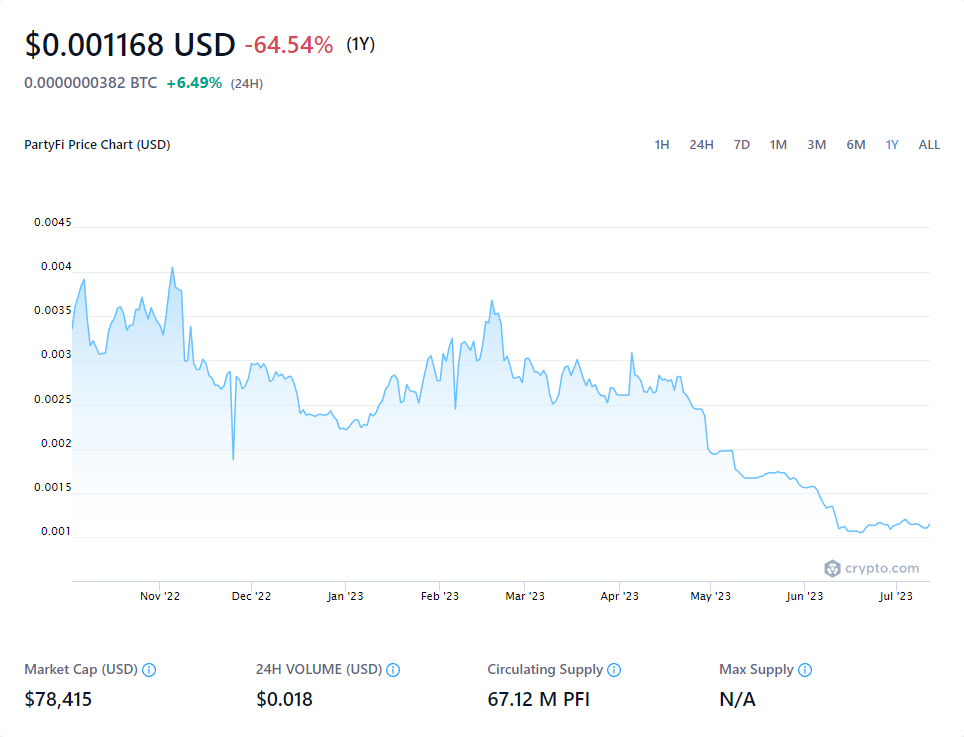 $0.001168 USD -64.54% (1Y)
0.0000000382 BTC +6.49% (24H)
PartyFi Price Chart (USD) 1H 24H 7D 1M 3M 6M 1Y ALL
0.0045
0.004
0.0035
0.003
0.0025
0.002
0.0015
0.001
crypto.com
Nov '22 Dec '22 Jan '23 Feb '23 Mar '23 Apr '23 May '23 Jun '23 Jul '23
Market Cap (USD) 24H VOLUME (USD) Circulating Supply Max Supply
$78,415 $0.018 67.12 M PFI N/A